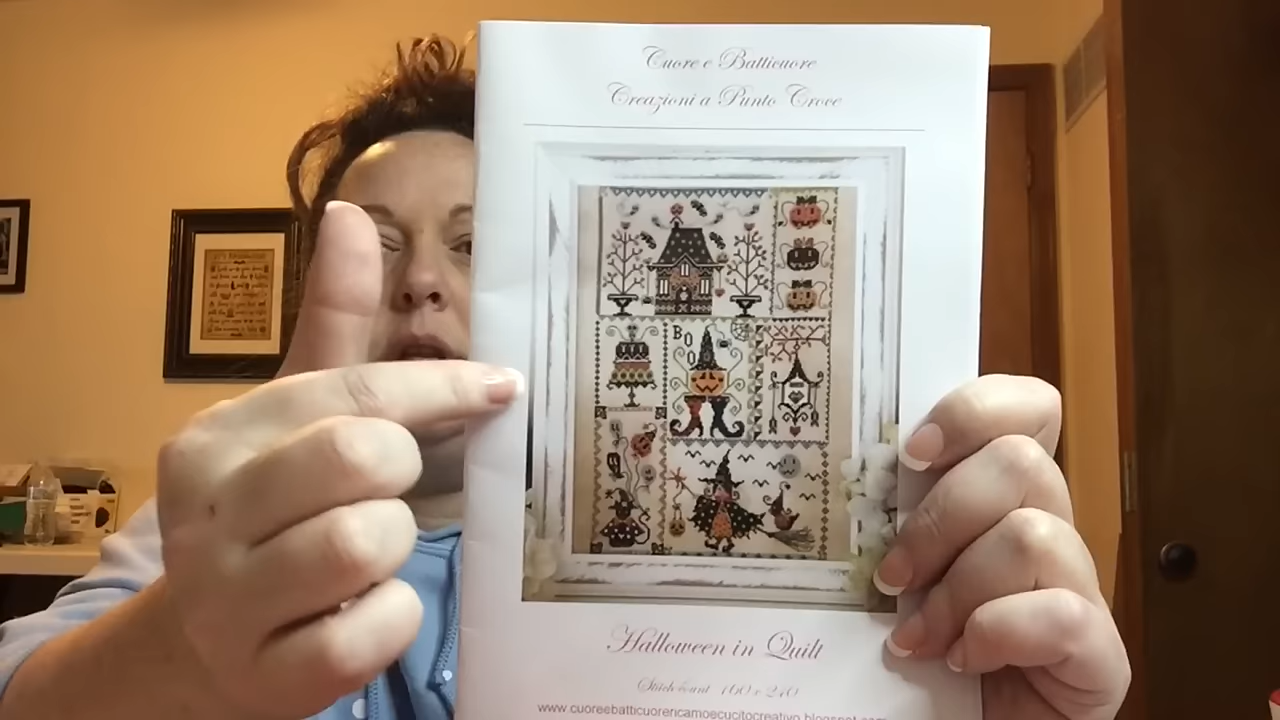 Cuore e Batticuore
Creazioni a Punto Croce
BOO
Halloween in Quilt
Stitch count 160 x 240
www.cuoreebatticuorericamoecucitocreativo.blogspot.com